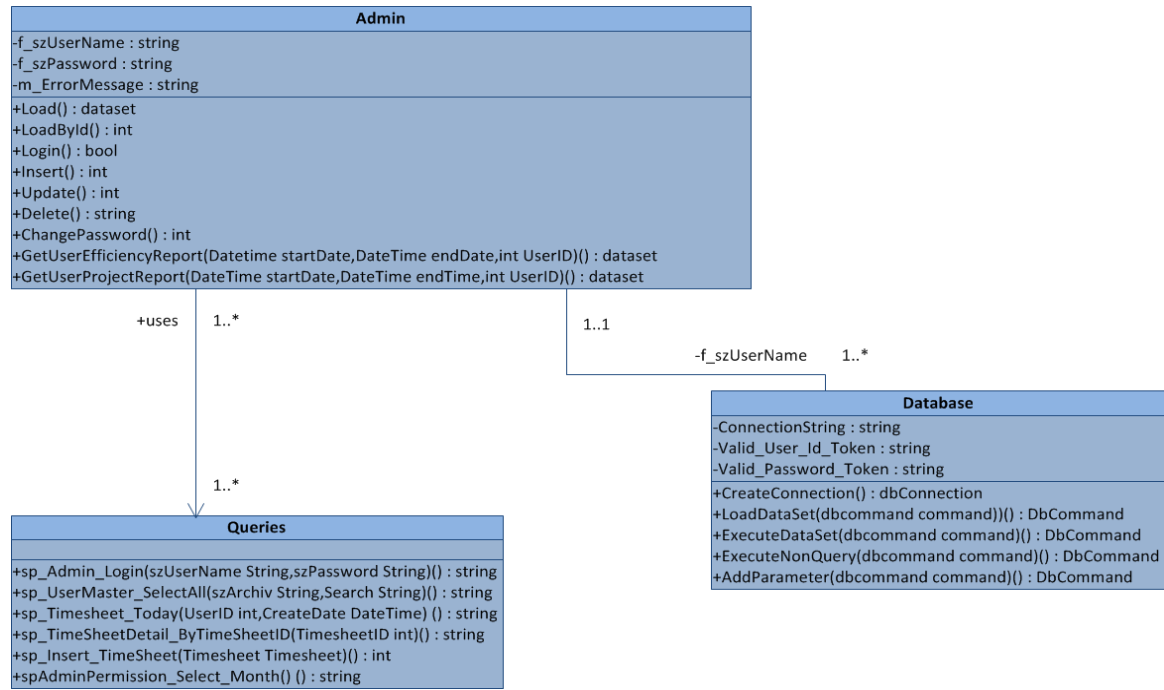 Admin
-f_szUserName : string
-f_szPassword : string
-m_ErrorMessage : string
+Load() : dataset
+LoadById() : int
+Login() : bool
+Insert() : int
+Update() : int
+Delete() : string
+ChangePassword() : int
+GetUserEfficiencyReport(Datetime startDate,DateTime endDate,int UserID)() : dataset
+GetUserProjectReport(DateTime startDate,DateTime endTime,int UserID)() : dataset
+uses
1..*
1..1
-f_szUserName
1..*
Database
-ConnectionString : string
-Valid_User_Id_Token : string
-Valid_Password_Token : string
+CreateConnection() : dbConnection
+LoadDataSet(dbcommand command))() : DbCommand
+ExecuteDataSet(dbcommand command)() : DbCommand
+ExecuteNonQuery(dbcommand command)() : DbCommand
+AddParameter(dbcommand command)() : DbCommand
1..*
Queries
+sp_Admin_Login(szUserName String,szPassword String)() : string
+sp_UserMaster_SelectAll(szArchiv String,Search String)() : string
+sp_Timesheet_Today(UserID int,CreateDate DateTime) () : string
+sp_TimeSheetDetail_ByTimeSheetID(TimesheetID int)() : string
+sp_Insert_TimeSheet(Timesheet Timesheet)() : int
+spAdminPermission_Select_Month() () : string